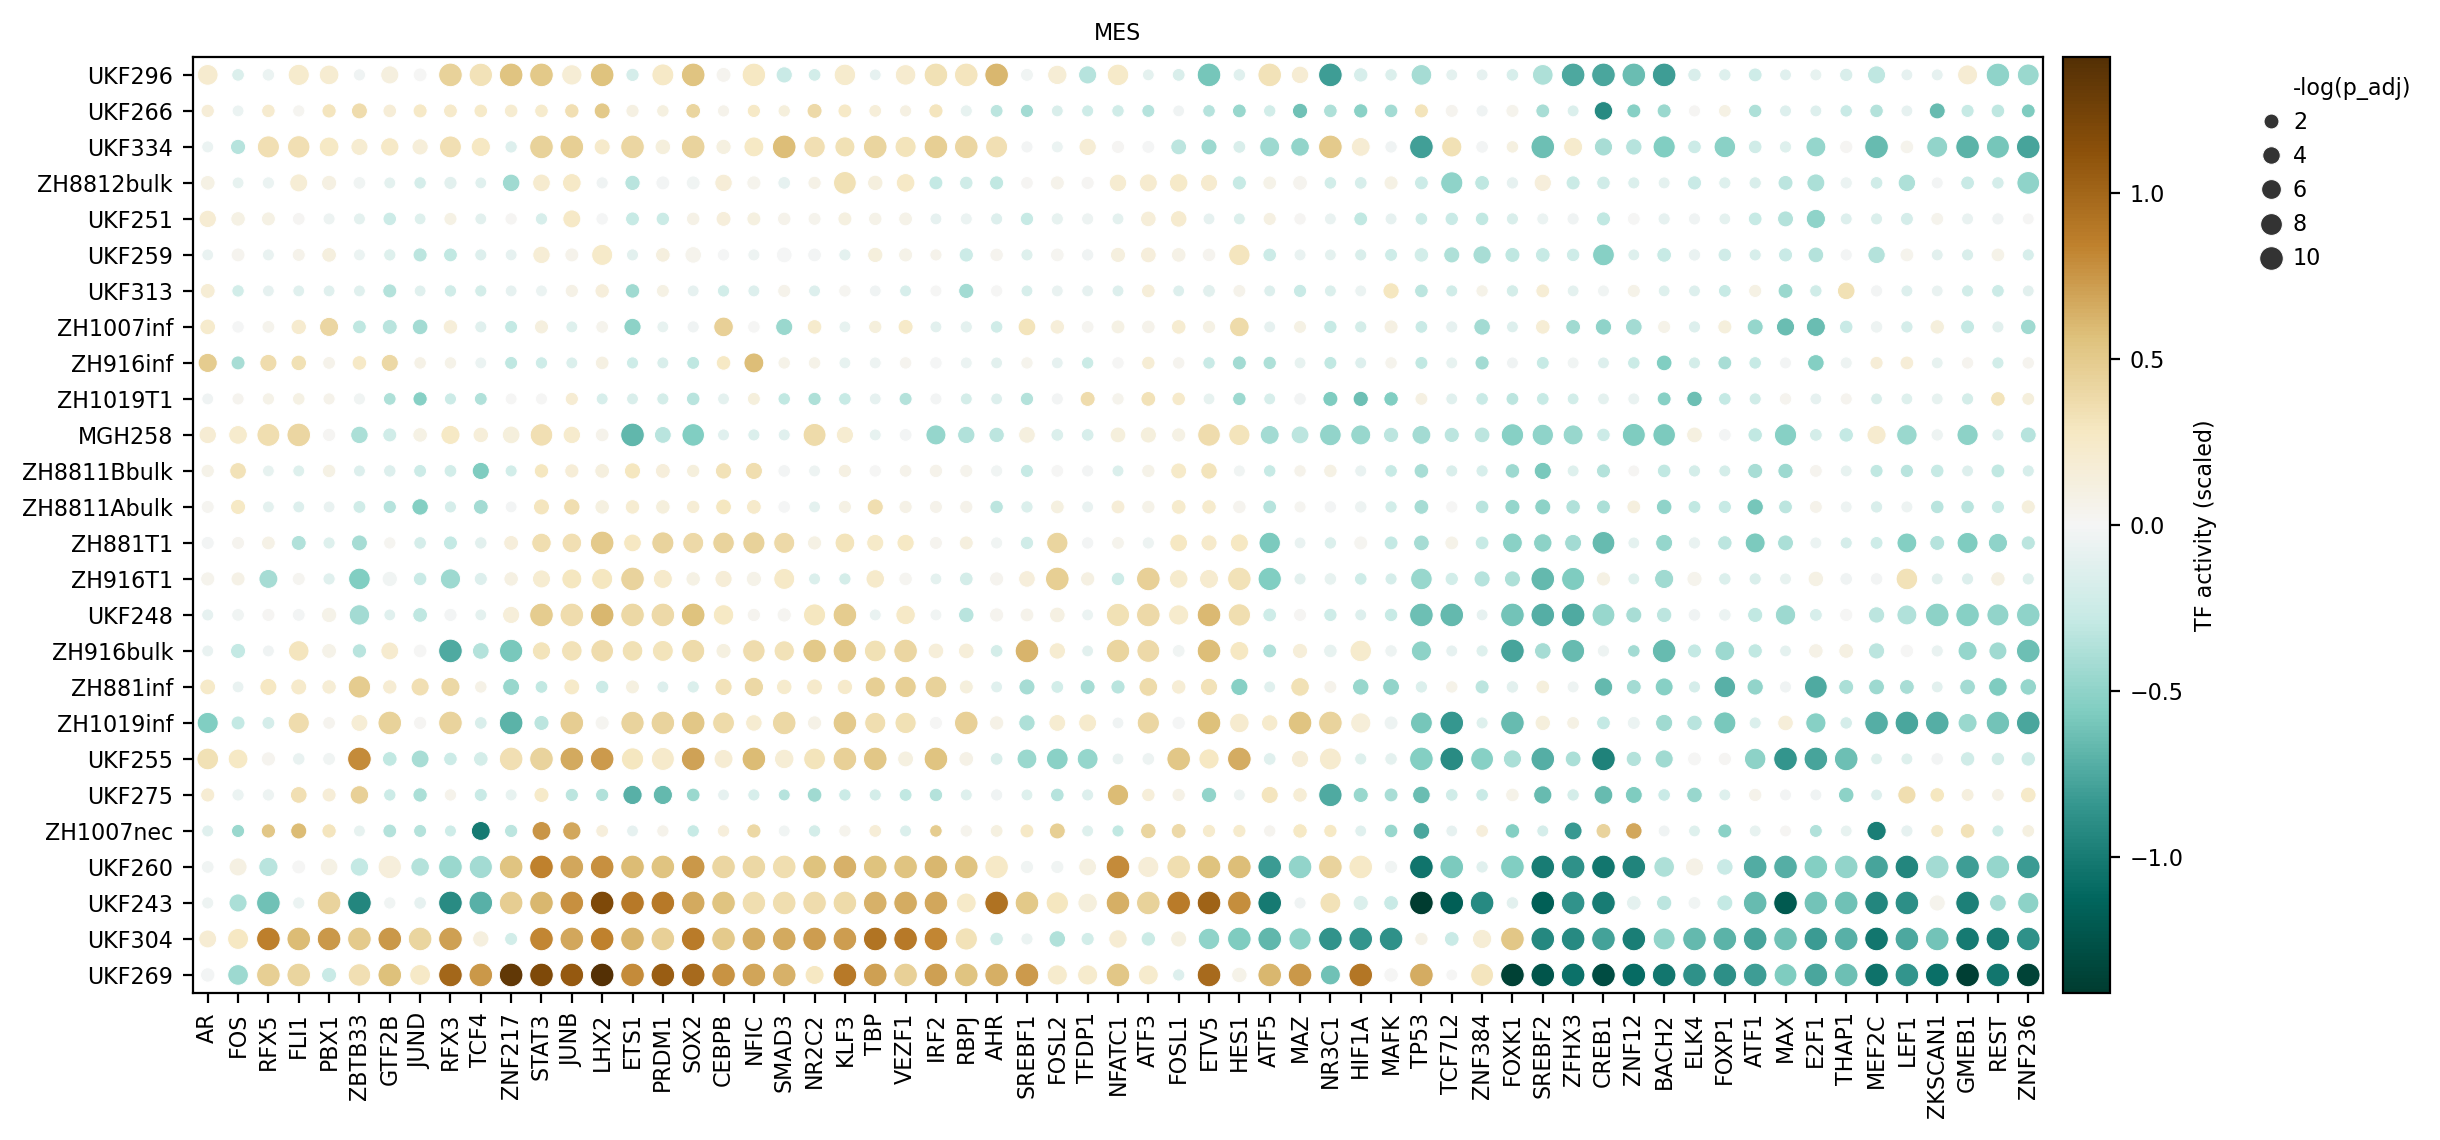 MES
UKF296
UKF266
UKF334
ZH8812bulk
UKF251
UKF259
UKF313
ZH1007inf
ZH916inf
ZH1019T1
MGH258
ZH8811Bbulk
ZH8811Abulk
ZH881T1
ZH916T1
UKF248
ZH916bulk
ZH881inf
ZH1019inf
UKF255
UKF275
ZH1007nec
UKF260
UKF243
UKF304
UKF269
AR
FOS
RFX5
FLI1
PBX1
ZBTB33
GTF2B
JUND
RFX3
TCF4
ZNF217
STAT3
JUNB
LHX2
ETS1
PRDM1
SOX2
CEBPB
NFIC
SMAD3
NR2C2
KLF3
TBP
VEZF1
IRF2
RBPJ
AHR
SREBF1
FOSL2
TFDP1
NFATC1
ATF3
FOSL1
ETV5
HES1
ATF5
MAZ
NR3C1
HIF1A
MAFK
TP53
TCF7L2
ZNF384
FOXK1
SREBF2
ZFHX3
CREB1
ZNF12
BACH2
ELK4
FOXP1
ATF1
MAX
E2F1
THAP1
MEF2C
LEF1
ZKSCAN1
GMEB1
REST
ZNF236
1.0
0.5
0.0
−0.5
−1.0
TF activity (scaled)
-log(p_adj)
2
4
6
8
10